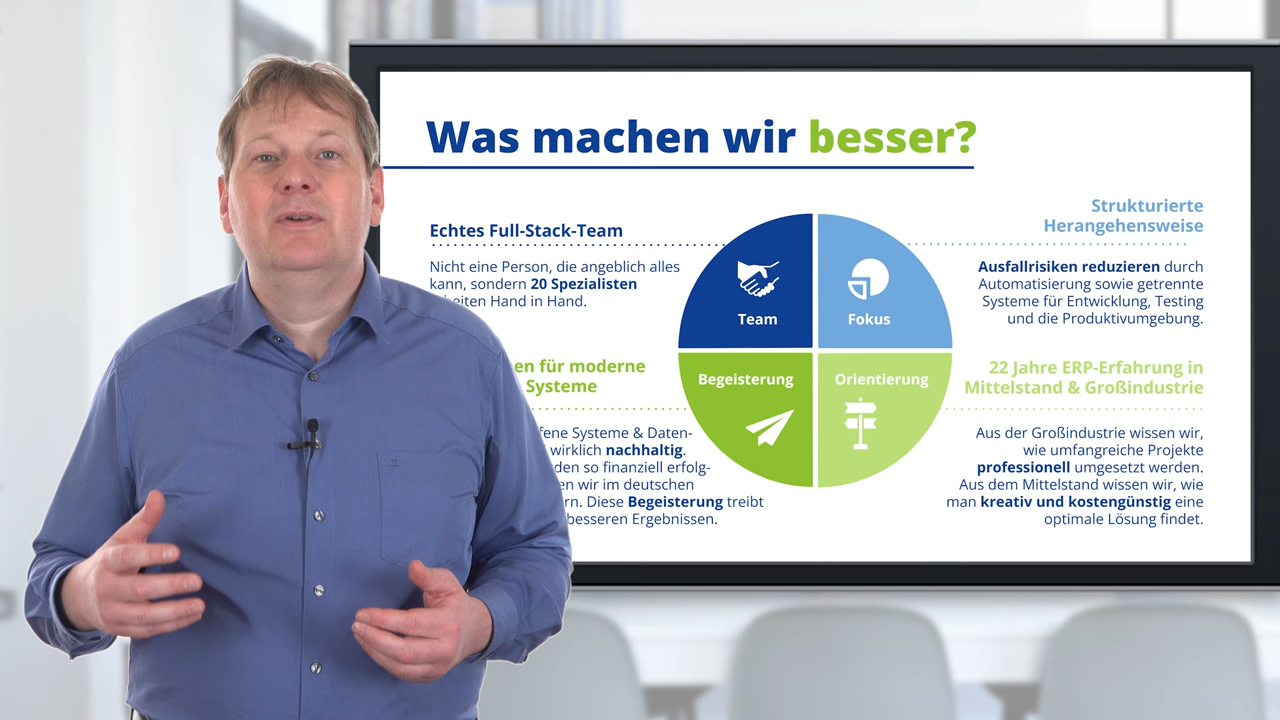 Was machen wir besser?
Echtes Full-Stack-Team
Nicht eine Person, die angeblich alles
kann, sondern 20 Spezialisten
Hand in Hand.
für moderne
Systeme
Systeme & Daten-
wirklich nachhaltig.
so finanziell erfolg-
wir im deutschen
Diese Begeisterung treibt
besseren Ergebnissen.
Team
Fokus
Begeisterung
Orientierung
Strukturierte
Herangehensweise
Ausfallrisiken reduzieren durch
Automatisierung sowie getrennte
Systeme für Entwicklung, Testing
und die Produktivumgebung.
22 Jahre ERP-Erfahrung in
Mittelstand & Großindustrie
Aus der Großindustrie wissen wir,
wie umfangreiche Projekte
professionell umgesetzt werden.
Aus dem Mittelstand wissen wir, wie
man kreativ und kostengünstig eine
optimale Lösung findet.